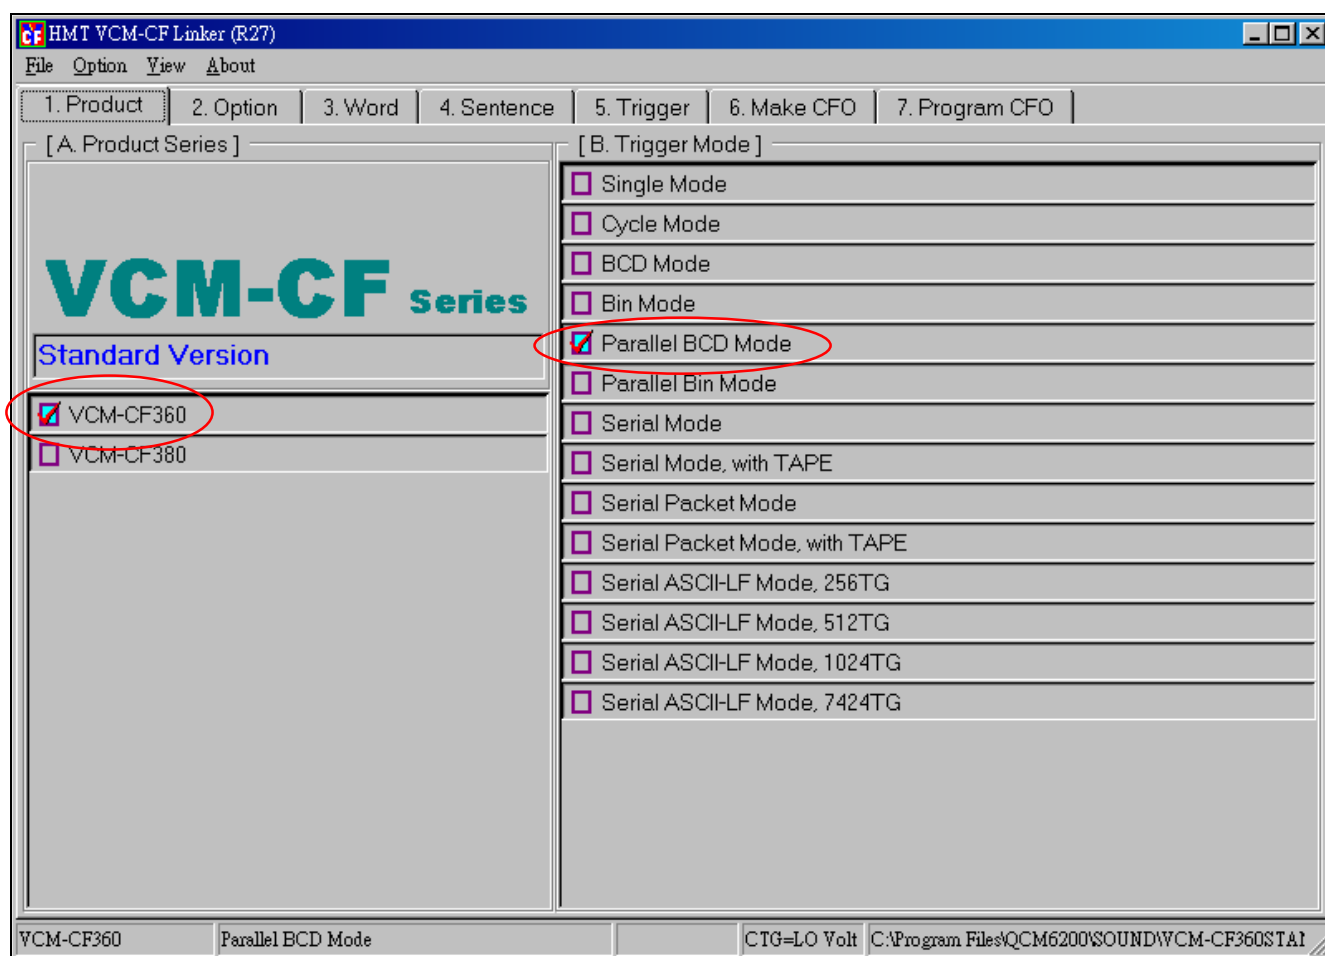 HMT VCM-CF Linker (R27)
File Option View About
1. Product 2. Option 3. Word 4. Sentence 5. Trigger 6. Make CFO 7. Program CFO
[ A. Product Series ]
VCM-CF Series
Standard Version
VCM-CF360
VCM-CF380
[ B. Trigger Mode ]
Single Mode
Cycle Mode
BCD Mode
Bin Mode
Parallel BCD Mode
Parallel Bin Mode
Serial Mode
Serial Mode, with TAPE
Serial Packet Mode
Serial Packet Mode, with TAPE
Serial ASCII-LF Mode, 256TG
Serial ASCII-LF Mode, 512TG
Serial ASCII-LF Mode, 1024TG
Serial ASCII-LF Mode, 7424TG
VCM-CF360 Parallel BCD Mode CTG=LO Volt C:\Program Files\QCM6200\SOUND\VCM-CF360STA